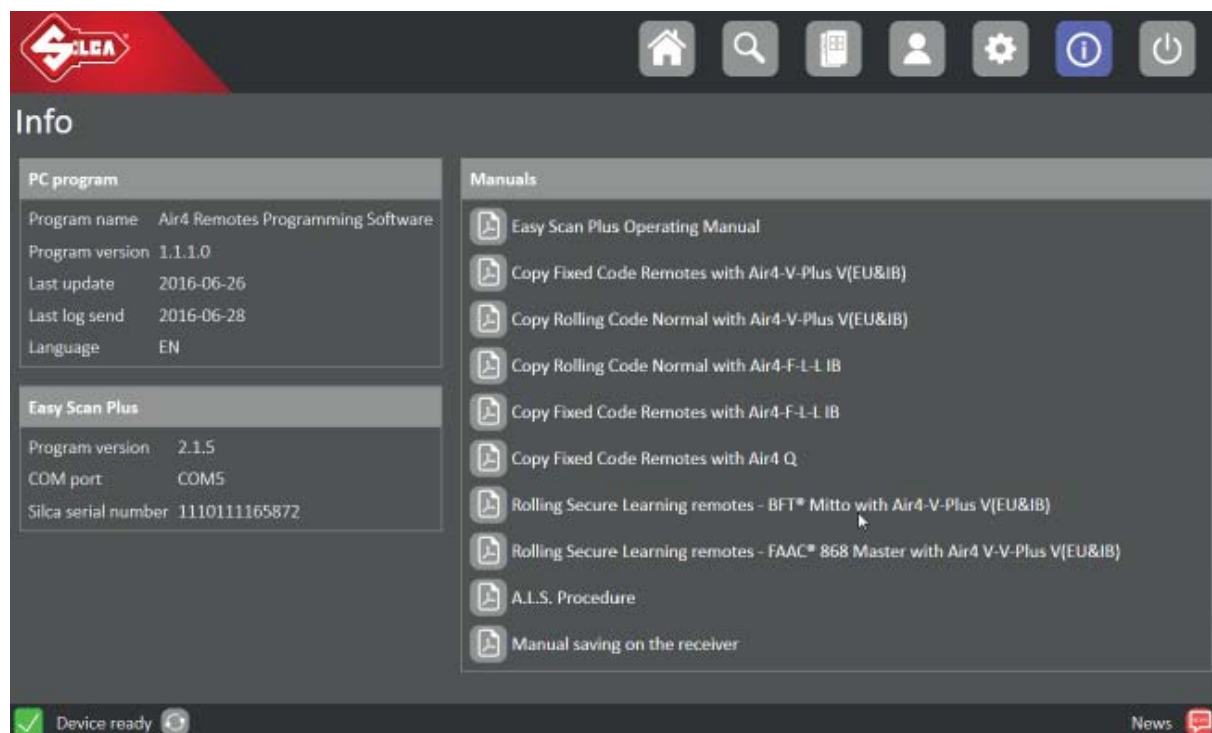 SILCA
Info
PC program
Program name Air4 Remotes Programming Software
Program version 1.1.1.0
Last update 2016-06-26
Last log send 2016-06-28
Language EN
Easy Scan Plus
Program version 2.1.5
COM port COM5
Silca serial number 1110111165872
Manuals
Easy Scan Plus Operating Manual
Copy Fixed Code Remotes with Air4-V-Plus V(EU&IB)
Copy Rolling Code Normal with Air4-V-Plus V(EU&IB)
Copy Rolling Code Normal with Air4-F-L-L IB
Copy Fixed Code Remotes with Air4-F-L-L IB
Copy Fixed Code Remotes with Air4 Q
Rolling Secure Learning remotes - BFT® Mitto with Air4-V-Plus V(EU&IB)
Rolling Secure Learning remotes - FAAC® 868 Master with Air4 V-V-Plus V(EU&IB)
A.L.S. Procedure
Manual saving on the receiver
Device ready
News